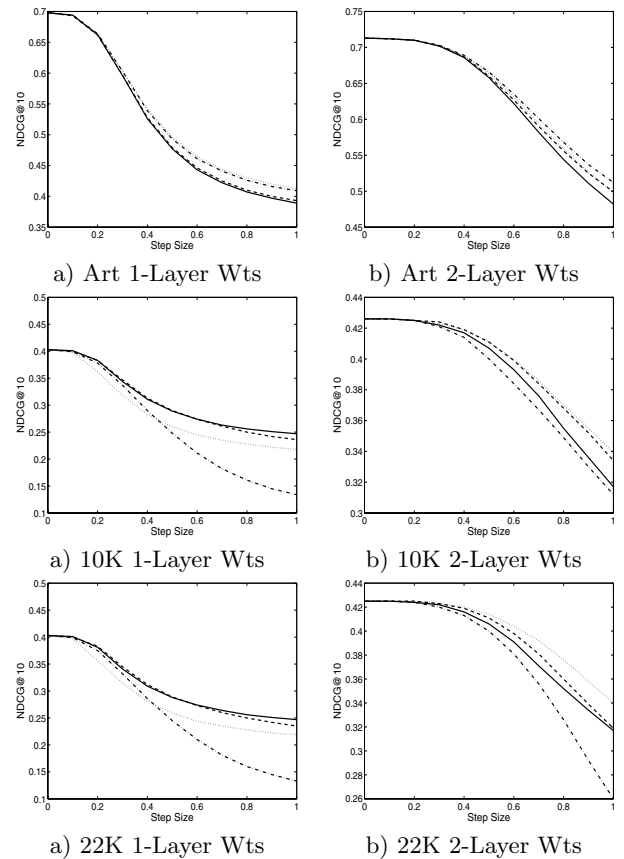 0.7
0.65
0.6
0.55
0.5
0.45
0.4
0.35
NDCG@10
0 0.2 0.4 0.6 0.8 1
Step Size
a) Art 1-Layer Wts
0.75
0.7
0.65
0.6
0.55
0.5
0.45
NDCG@10
0 0.2 0.4 0.6 0.8 1
Step Size
b) Art 2-Layer Wts
0.5
0.45
0.4
0.35
0.3
0.25
0.2
0.15
0.1
NDCG@10
0 0.2 0.4 0.6 0.8 1
Step Size
a) 10K 1-Layer Wts
0.44
0.42
0.4
0.38
0.36
0.34
0.32
0.3
NDCG@10
0 0.2 0.4 0.6 0.8 1
Step Size
b) 10K 2-Layer Wts
0.5
0.45
0.4
0.35
0.3
0.25
0.2
0.15
0.1
NDCG@10
0 0.2 0.4 0.6 0.8 1
Step Size
a) 22K 1-Layer Wts
0.44
0.42
0.4
0.38
0.36
0.34
0.32
0.3
0.28
0.26
NDCG@10
0 0.2 0.4 0.6 0.8 1
Step Size
b) 22K 2-Layer Wts